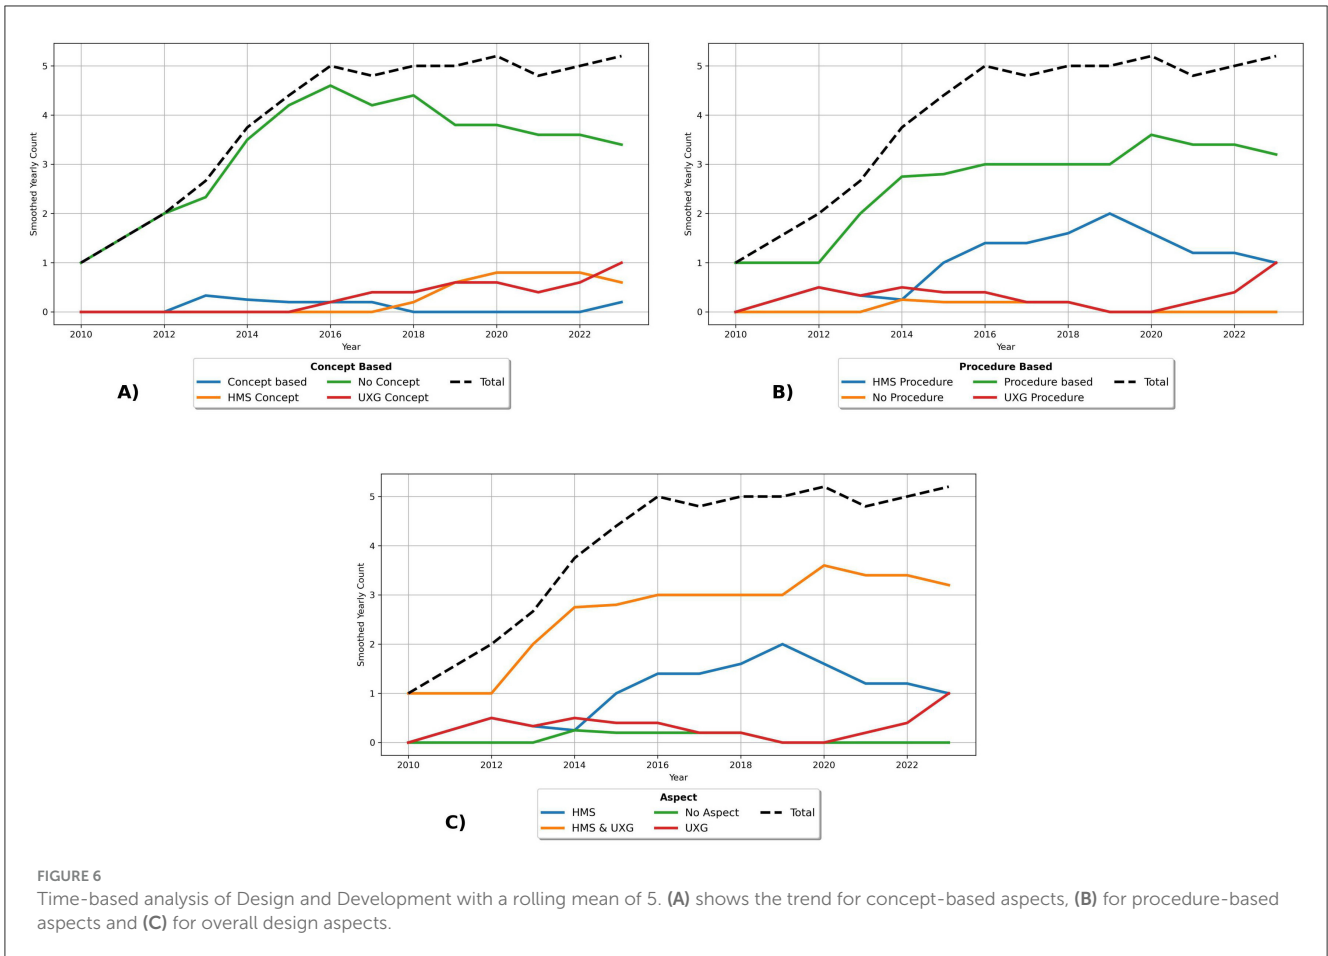 5
4
3
2
1
0
Smoothed Yearly Count
2010 2012 2014 2016 2018 2020 2022
Year
A)
Concept Based
Concept based No Concept Total
HMS Concept UXG Concept
5
4
3
2
1
0
Smoothed Yearly Count
2010 2012 2014 2016 2018 2020 2022
Year
B)
Procedure Based
HMS Procedure Procedure based Total
No Procedure UXG Procedure
5
4
3
2
1
0
Smoothed Yearly Count
2010 2012 2014 2016 2018 2020 2022
Year
C)
Aspect
HMS No Aspect Total
HMS & UXG UXG
FIGURE 6
Time-based analysis of Design and Development with a rolling mean of 5. (A) shows the trend for concept-based aspects, (B) for procedure-based
aspects and (C) for overall design aspects.